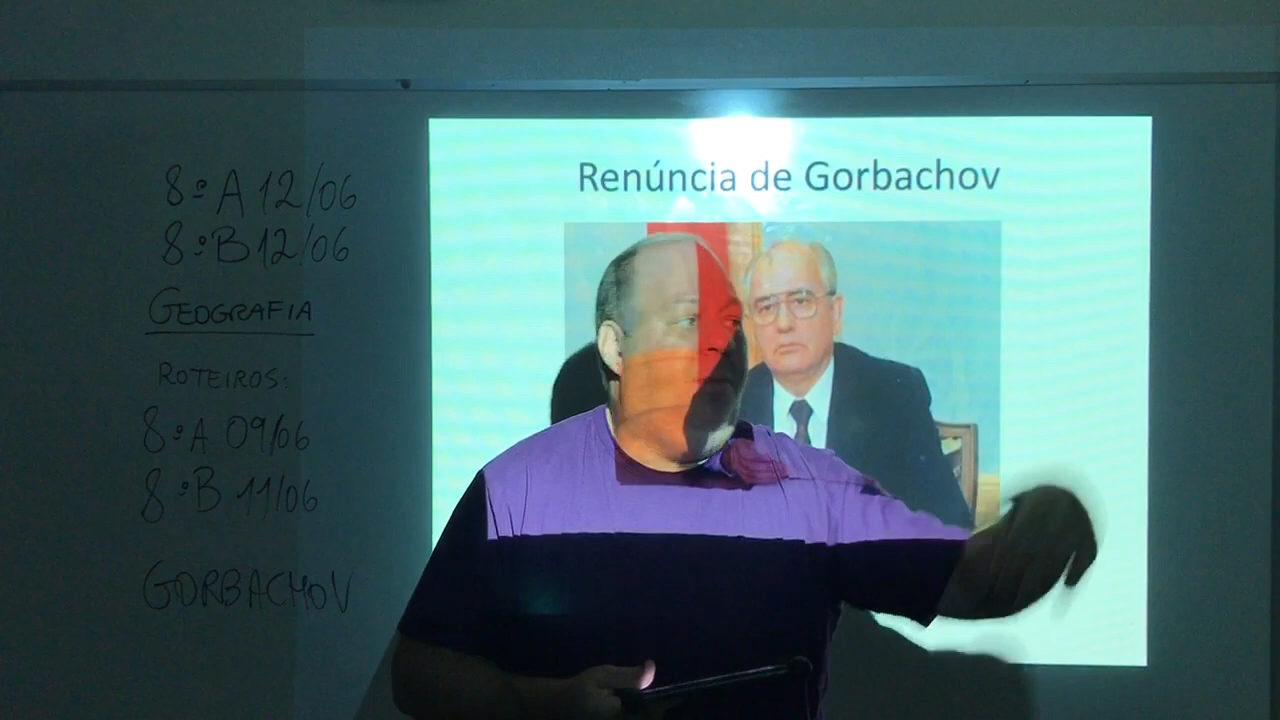 8º A 12/06
8º B 12/06
GEOGRAFIA
ROTEIROS:
8º A 09/06
8º B 11/06
GORBACHOV
Renúncia de Gorbachov